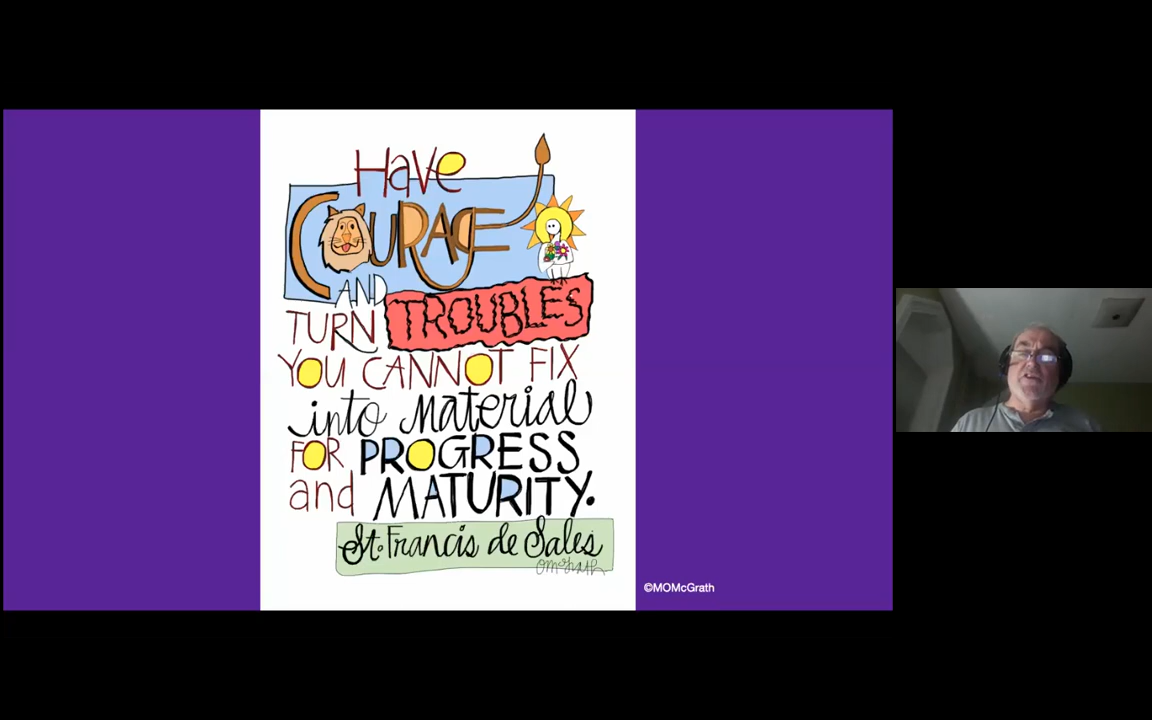 Have
COURAGE
AND
TURN TROUBLES
YOU CANNOT FIX
into material
FOR PROGRESS
and MATURITY.
St. Francis de Sales
OMcGrath
©MOMcGrath